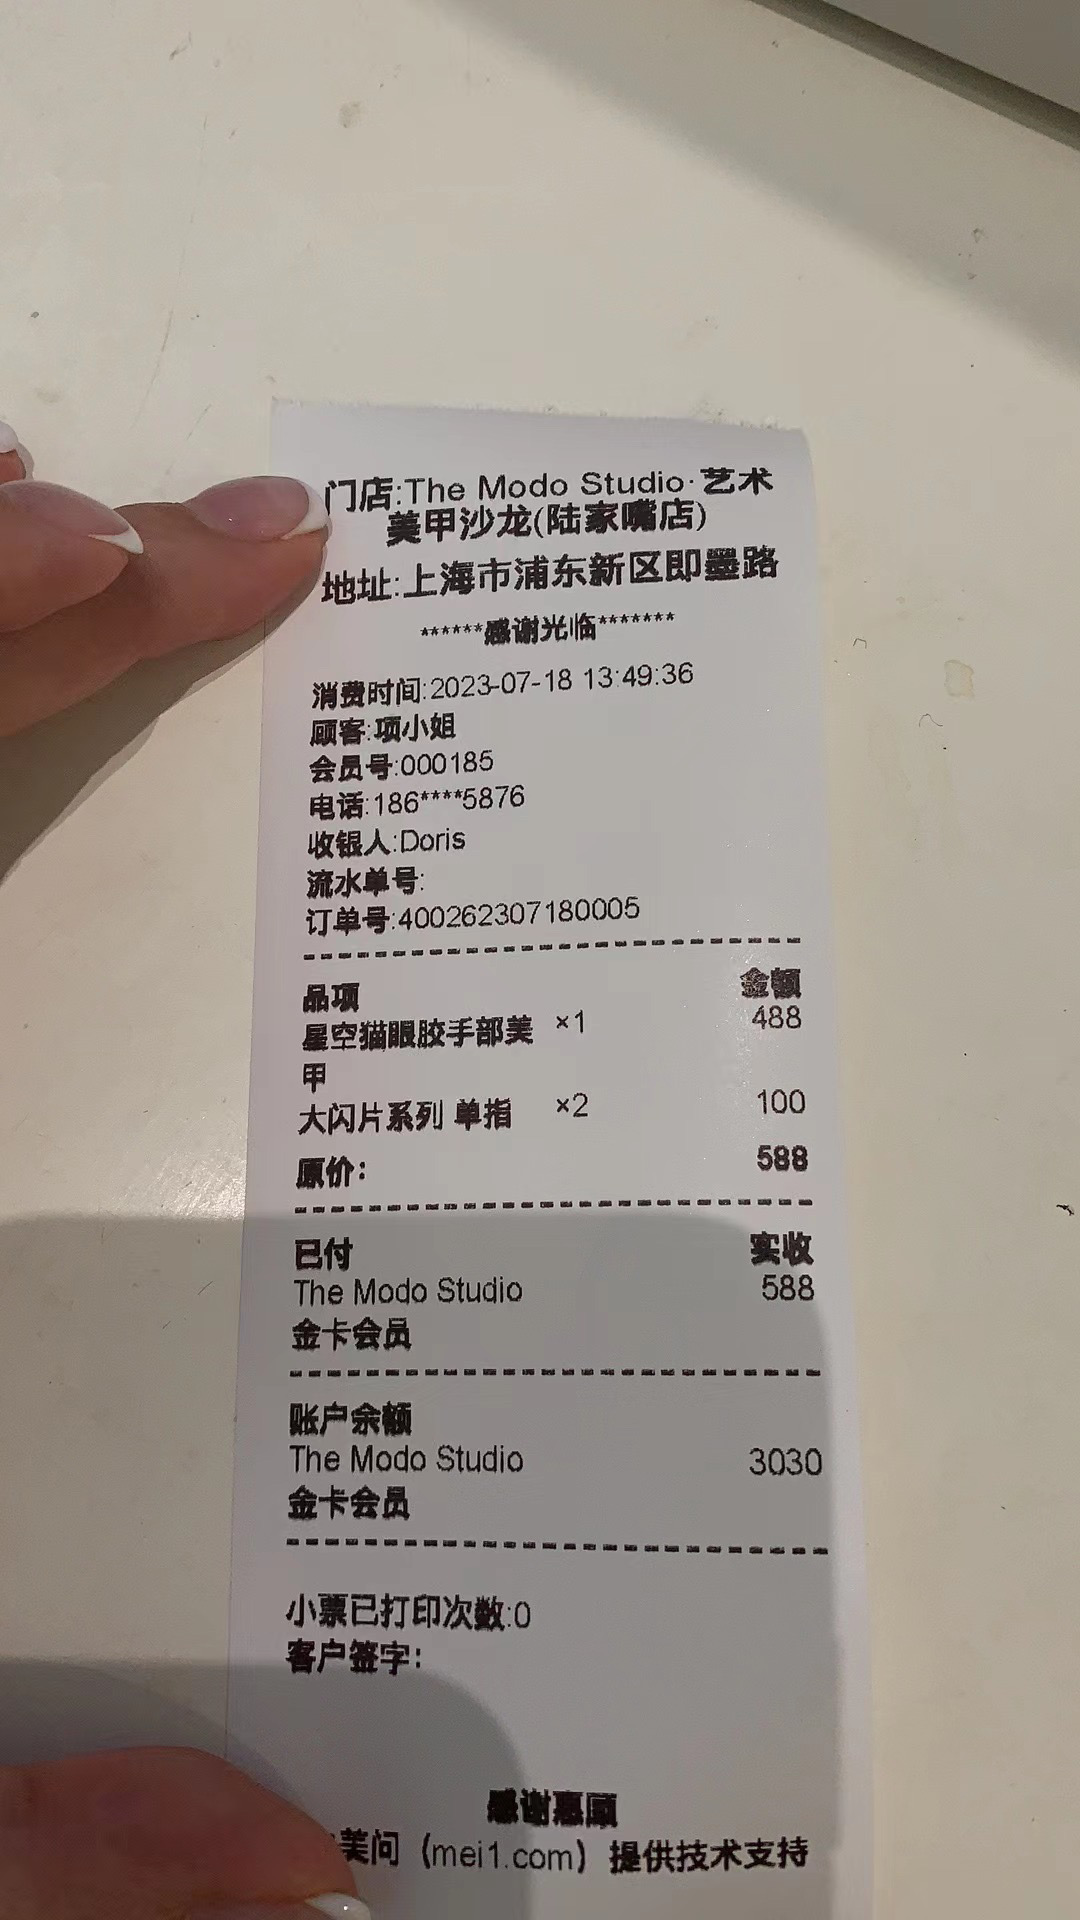 门店:The Modo Studio·艺术
美甲沙龙(陆家嘴店)
地址:上海市浦东新区即墨路
******感谢光临*******
消费时间:2023-07-18 13:49:36
顾客:项小姐
会员号:000185
电话:186****5876
收银人:Doris
流水单号:
订单号:400262307180005
品项 金额
星空猫眼胶手部美 ×1 488
甲
大闪片系列 单指 ×2 100
原价: 588
已付 实收
The Modo Studio 588
金卡会员
账户余额
The Modo Studio 3030
金卡会员
小票已打印次数:0
客户签字:
感谢惠顾
美问（mei1.com）提供技术支持